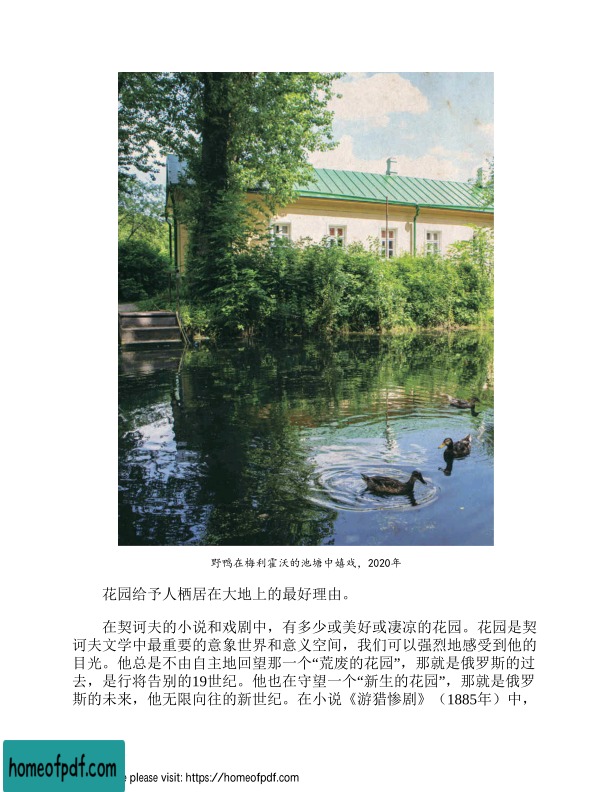 野鸭在梅利霍沃的池塘中嬉戏，2020年
花园给予人栖居在大地上的最好理由。
在契诃夫的小说和戏剧中，有多少或美好或凄凉的花园。花园是契
诃夫文学中最重要的意象世界和意义空间，我们可以强烈地感受到他的
目光。他总是不由自主地回望那一个“荒废的花园”，那就是俄罗斯的过
去，是行将告别的19世纪。他也在守望一个“新生的花园”，那就是俄罗
斯的未来，他无限向往的新世纪。在小说《游猎惨剧》（1885年）中，
homeofpdf.com
e please visit: https://homeofpdf.com